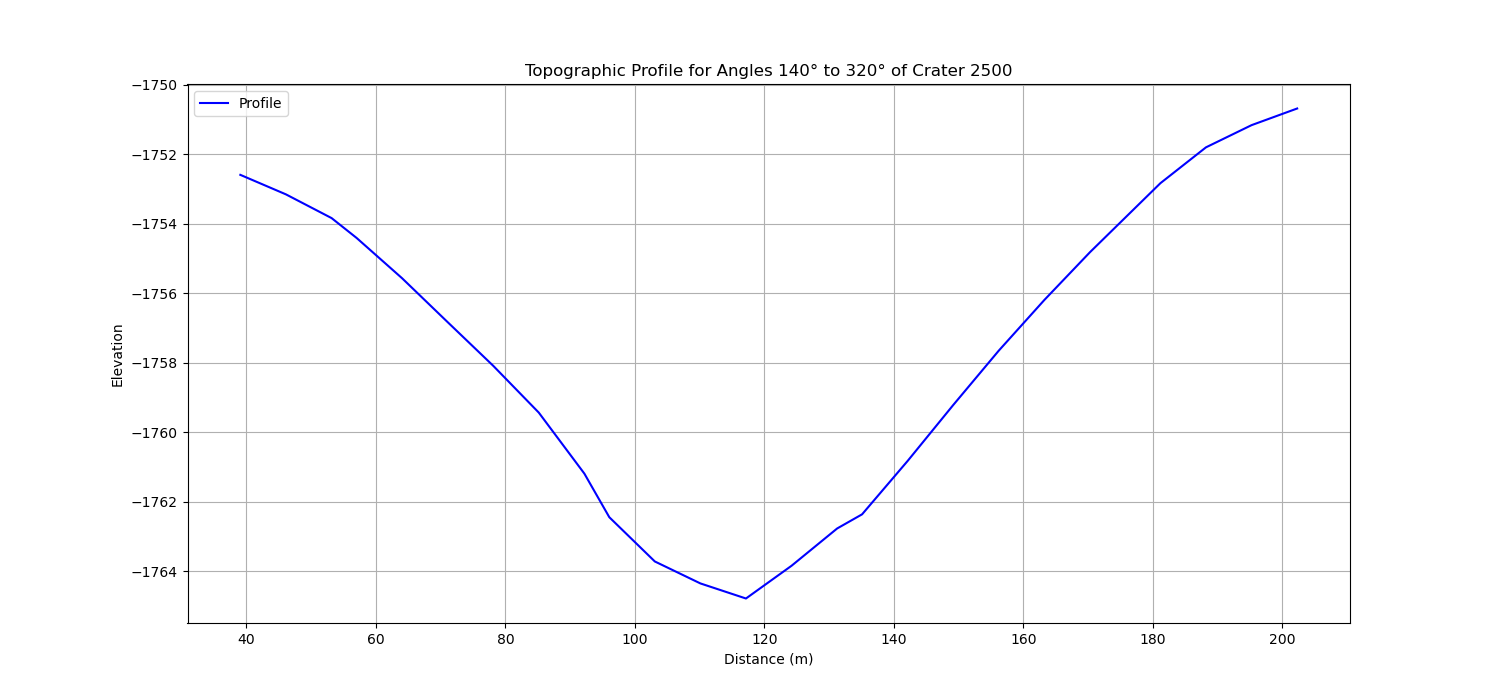 Topographic Profile for Angles 140° to 320° of Crater 2500
Profile
−1750
−1752
−1754
−1756
−1758
−1760
−1762
−1764
Elevation
40 60 80 100 120 140 160 180 200
Distance (m)